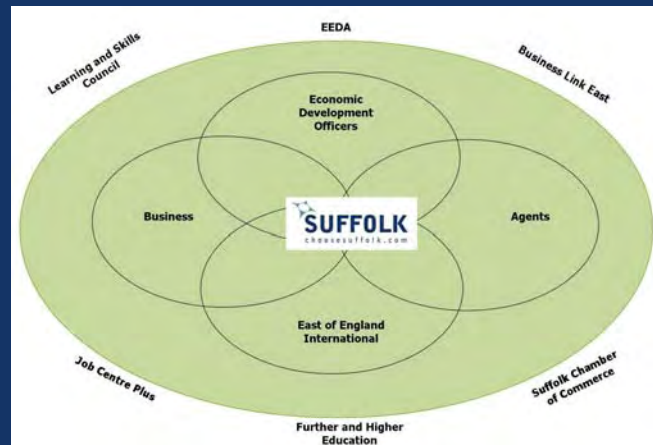 EEDA
Learning and Skills
Council
Business Link East
Economic
Development
Officers
Business
SUFFOLK
choosesuffolk.com
Agents
East of England
International
Job Centre Plus
Suffolk Chamber
of Commerce
Further and Higher
Education